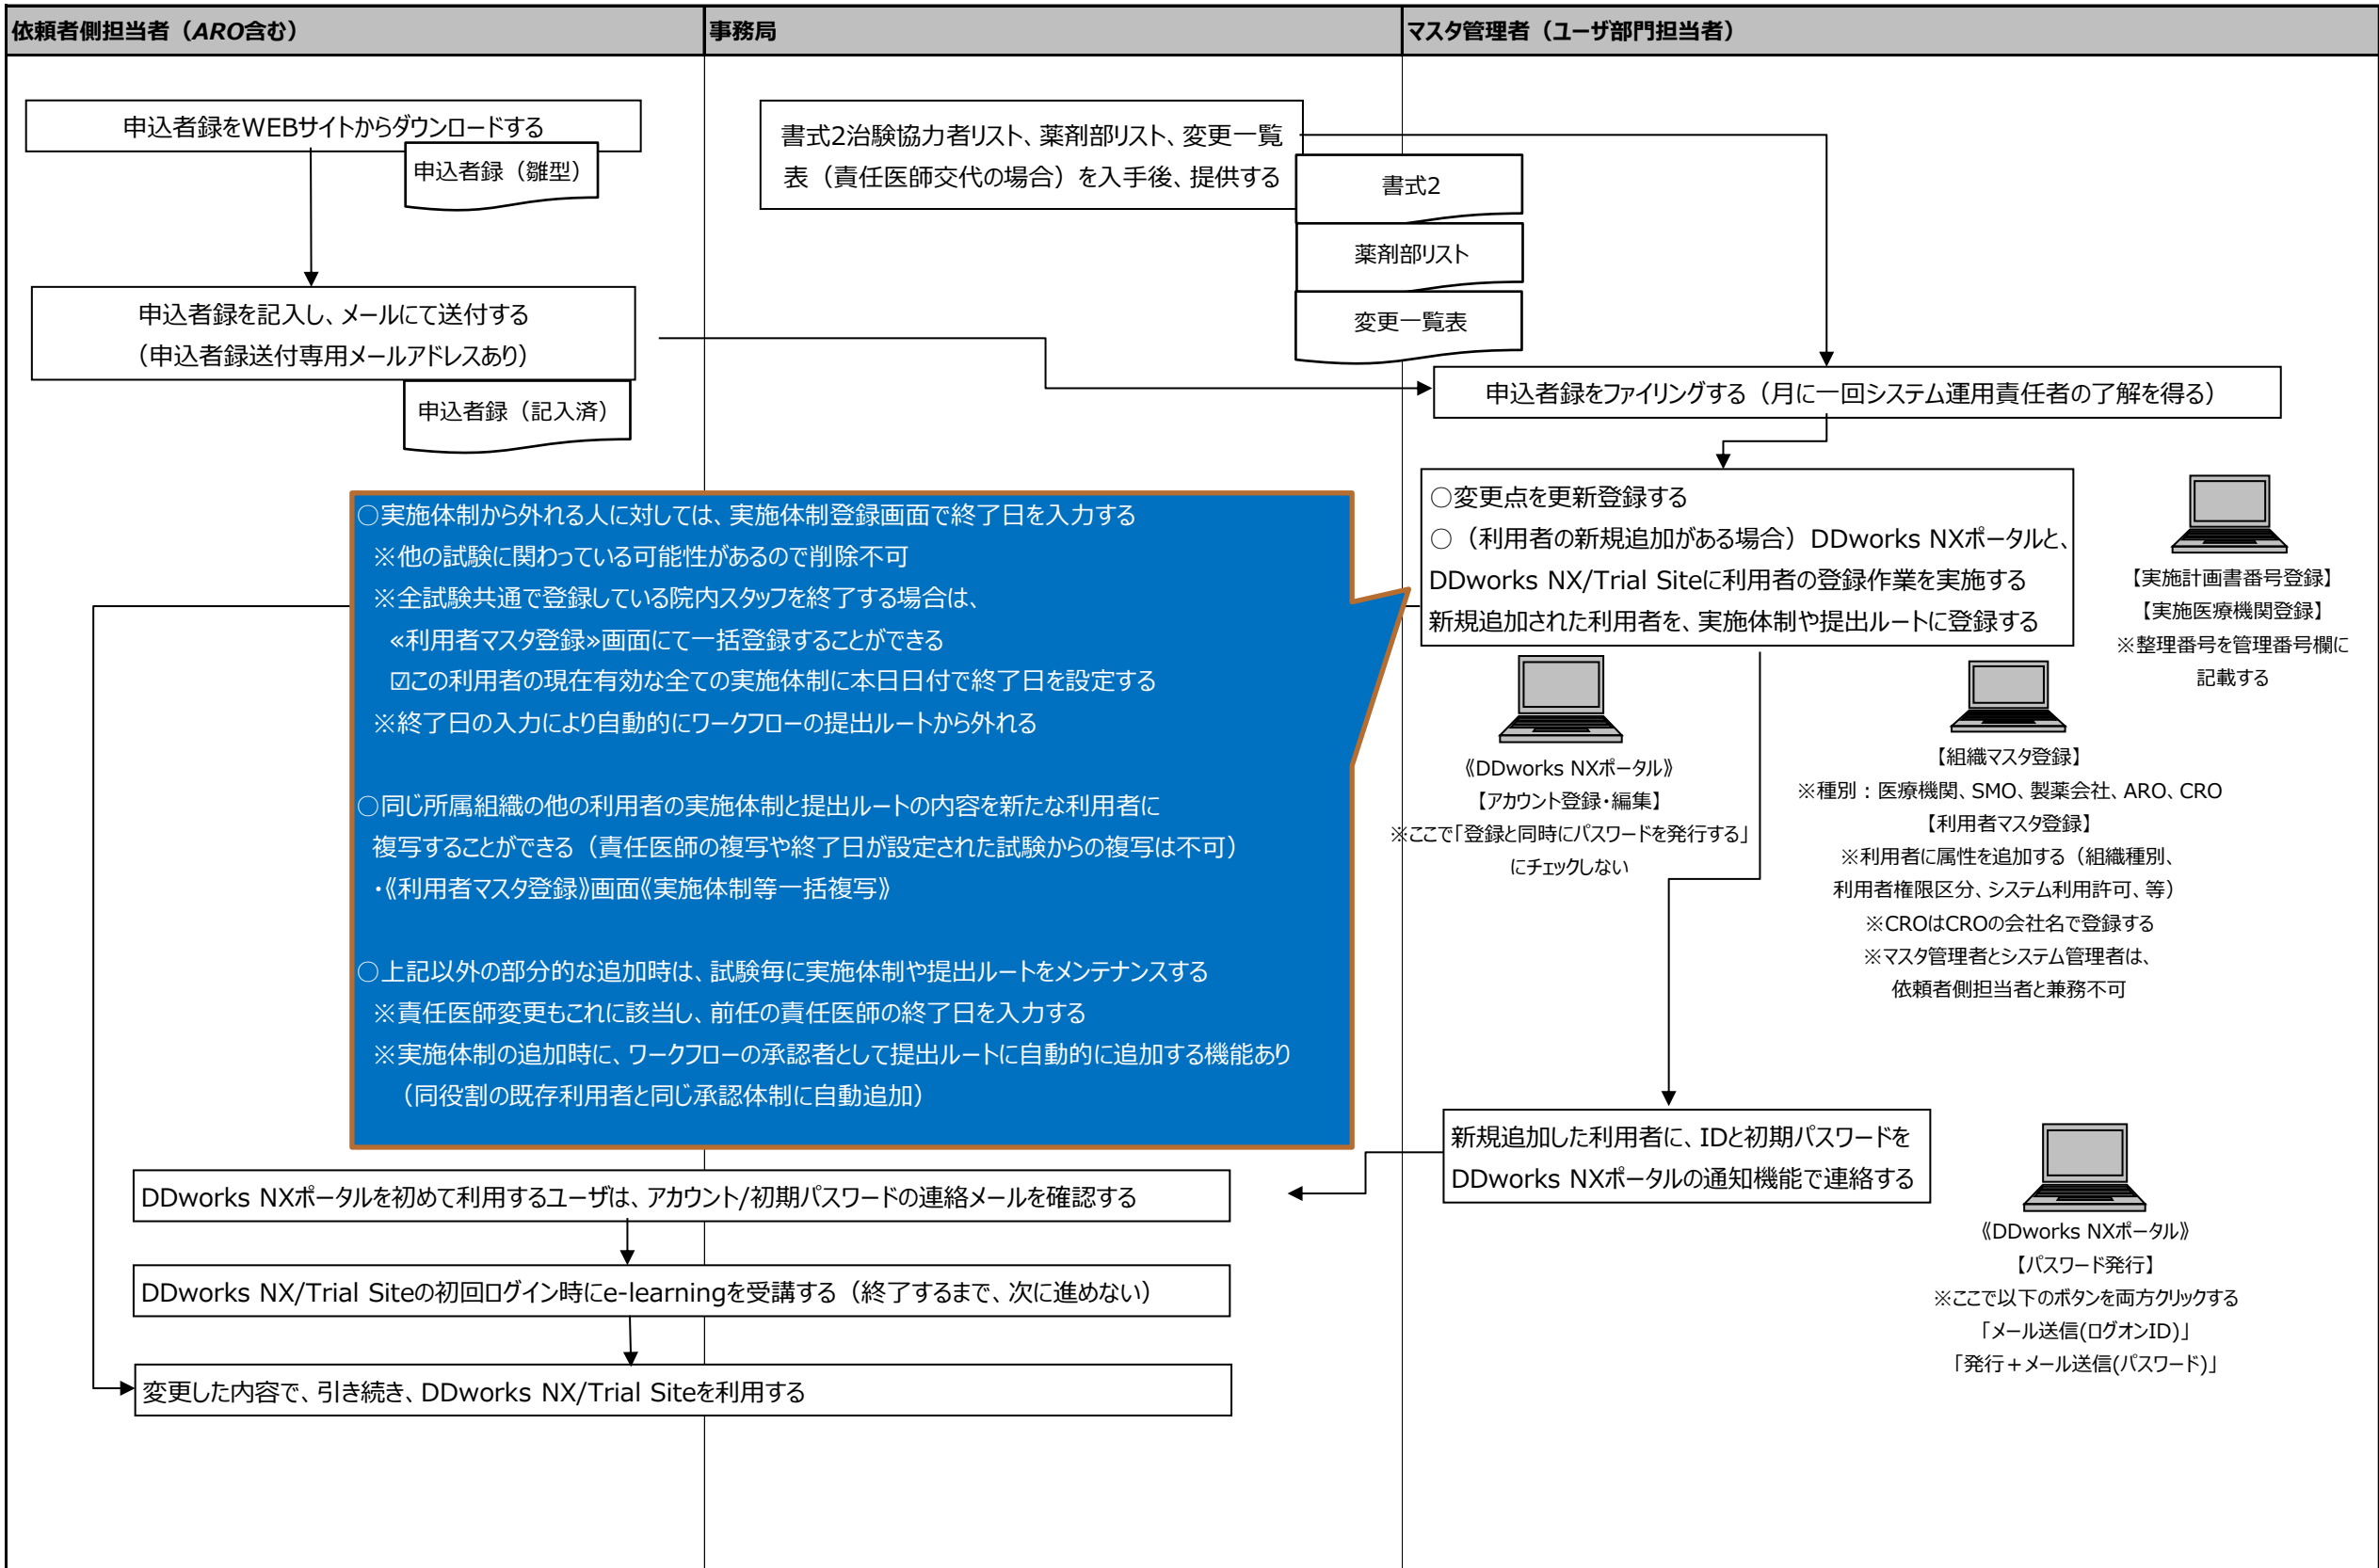 依頼者側担当者（ARO含む）
事務局
マスタ管理者（ユーザ部門担当者）
申込者録をWEBサイトからダウンロードする
申込者録（雛型）
書式2治験協力者リスト、薬剤部リスト、変更一覧
表（責任医師交代の場合）を入手後、提供する
書式2
薬剤部リスト
変更一覧表
申込者録を記入し、メールにて送付する
（申込者録送付専用メールアドレスあり）
申込者録（記入済）
申込者録をファイリングする（月に一回システム運用責任者の了解を得る）
○変更点を更新登録する
○（利用者の新規追加がある場合）DDworks NXポータルと、
DDworks NX/Trial Siteに利用者の登録作業を実施する
新規追加された利用者を、実施体制や提出ルートに登録する
【実施計画書番号登録】
【実施医療機関登録】
※整理番号を管理番号欄に
記載する
○実施体制から外れる人に対しては、実施体制登録画面で終了日を入力する
※他の試験に関わっている可能性があるので削除不可
※全試験共通で登録している院内スタッフを終了する場合は、
≪利用者マスタ登録≫画面にて一括登録することができる
☑この利用者の現在有効な全ての実施体制に本日日付で終了日を設定する
※終了日の入力により自動的にワークフローの提出ルートから外れる
○同じ所属組織の他の利用者の実施体制と提出ルートの内容を新たな利用者に
複写することができる（責任医師の複写や終了日が設定された試験からの複写は不可）
・《利用者マスタ登録》画面《実施体制等一括複写》
○上記以外の部分的な追加時は、試験毎に実施体制や提出ルートをメンテナンスする
※責任医師変更もこれに該当し、前任の責任医師の終了日を入力する
※実施体制の追加時に、ワークフローの承認者として提出ルートに自動的に追加する機能あり
（同役割の既存利用者と同じ承認体制に自動追加）
《DDworks NXポータル》
【アカウント登録・編集】
※ここで「登録と同時にパスワードを発行する」
にチェックしない
【組織マスタ登録】
※種別：医療機関、SMO、製薬会社、ARO、CRO
【利用者マスタ登録】
※利用者に属性を追加する（組織種別、
利用者権限区分、システム利用許可、等）
※CROはCROの会社名で登録する
※マスタ管理者とシステム管理者は、
依頼者側担当者と兼務不可
新規追加した利用者に、IDと初期パスワードを
DDworks NXポータルの通知機能で連絡する
《DDworks NXポータル》
【パスワード発行】
※ここで以下のボタンを両方クリックする
「メール送信(ログオンID)」
「発行＋メール送信(パスワード)」
DDworks NXポータルを初めて利用するユーザは、アカウント/初期パスワードの連絡メールを確認する
DDworks NX/Trial Siteの初回ログイン時にe-learningを受講する（終了するまで、次に進めない）
変更した内容で、引き続き、DDworks NX/Trial Siteを利用する